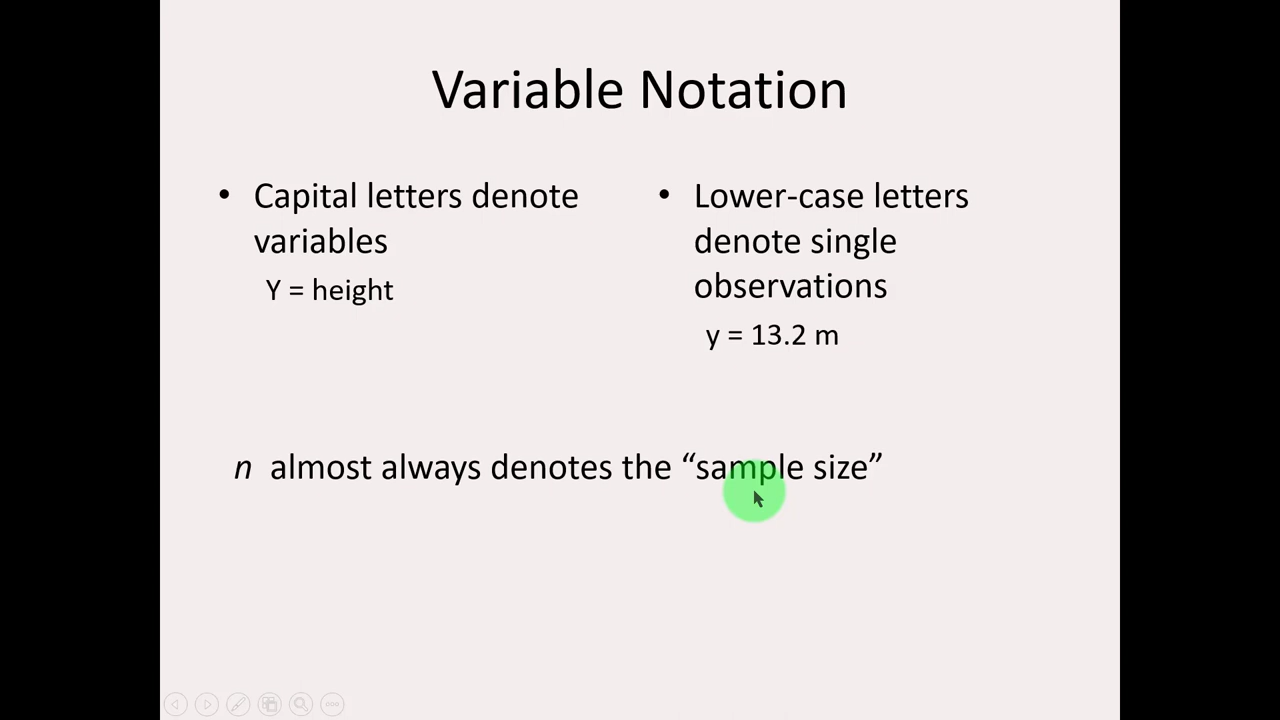 Variable Notation
• Capital letters denote
variables
Y = height
• Lower-case letters
denote single
observations
y = 13.2 m
n almost always denotes the “sample size”